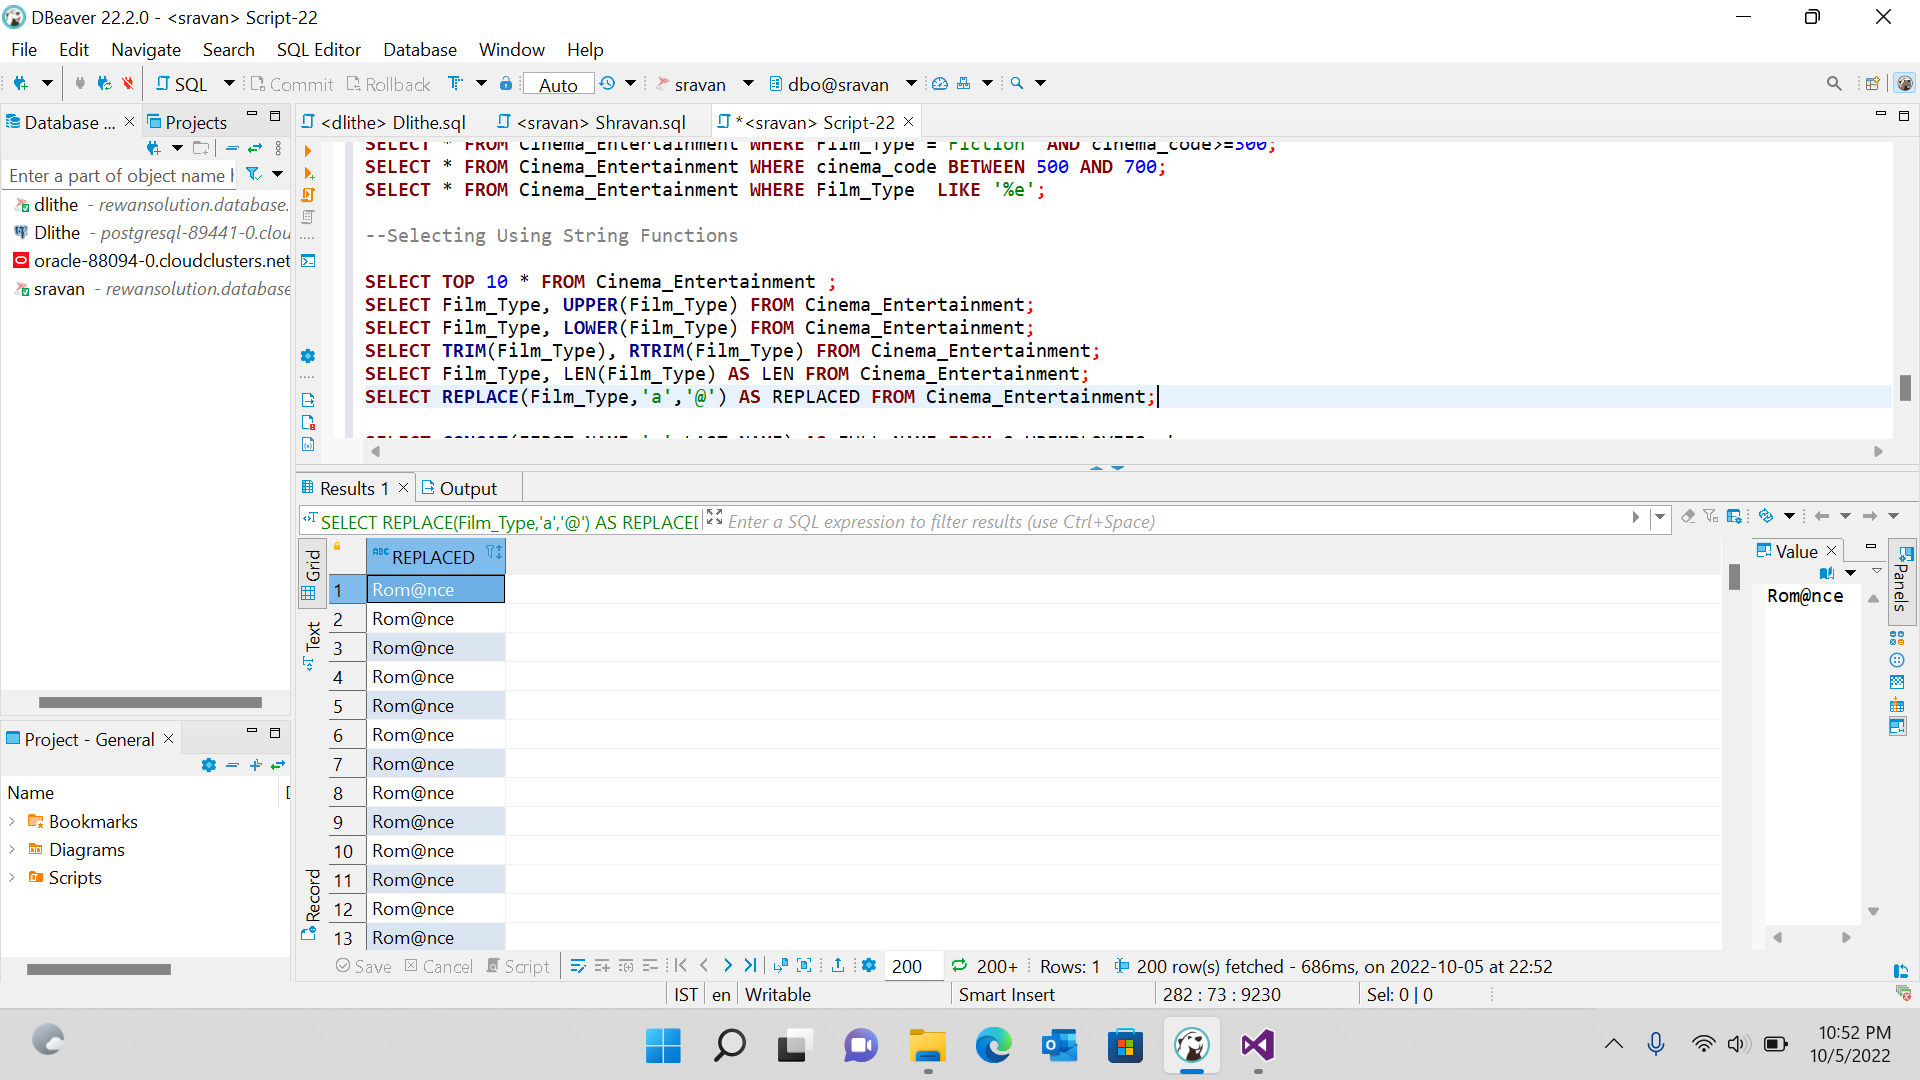 DBeaver 22.2.0 - <sravan> Script-22
File Edit Navigate Search SQL Editor Database Window Help
SQL Commit Rollback Auto sravan dbo@sravan
Database ... Projects
<dlithe> Dlithe.sql <sravan> Shravan.sql *<sravan> Script-22
Enter a part of object name h
dlithe - rewansolution.database.
Dlithe - postgresql-89441-0.clou
oracle-88094-0.cloudclusters.net
sravan - rewansolution.database
SELECT * FROM Cinema_Entertainment WHERE Film_Type = 'Fiction' AND cinema_code>=500;
SELECT * FROM Cinema_Entertainment WHERE cinema_code BETWEEN 500 AND 700;
SELECT * FROM Cinema_Entertainment WHERE Film_Type LIKE '%e';
--Selecting Using String Functions
SELECT TOP 10 * FROM Cinema_Entertainment ;
SELECT Film_Type, UPPER(Film_Type) FROM Cinema_Entertainment;
SELECT Film_Type, LOWER(Film_Type) FROM Cinema_Entertainment;
SELECT TRIM(Film_Type), RTRIM(Film_Type) FROM Cinema_Entertainment;
SELECT Film_Type, LEN(Film_Type) AS LEN FROM Cinema_Entertainment;
SELECT REPLACE(Film_Type,'a','@') AS REPLACED FROM Cinema_Entertainment;
Results 1 Output
SELECT REPLACE(Film_Type,'a','@') AS REPLACE Enter a SQL expression to filter results (use Ctrl+Space)
Grid
Text
Record
REPLACED
1 Rom@nce
2 Rom@nce
3 Rom@nce
4 Rom@nce
5 Rom@nce
6 Rom@nce
7 Rom@nce
8 Rom@nce
9 Rom@nce
10 Rom@nce
11 Rom@nce
12 Rom@nce
13 Rom@nce
Value
Rom@nce
Panels
Project - General
Name
Bookmarks
Diagrams
Scripts
Save Cancel Script 200 200+ Rows: 1 200 row(s) fetched - 686ms, on 2022-10-05 at 22:52
IST en Writable Smart Insert 282 : 73 : 9230 Sel: 0 | 0
10:52 PM
10/5/2022